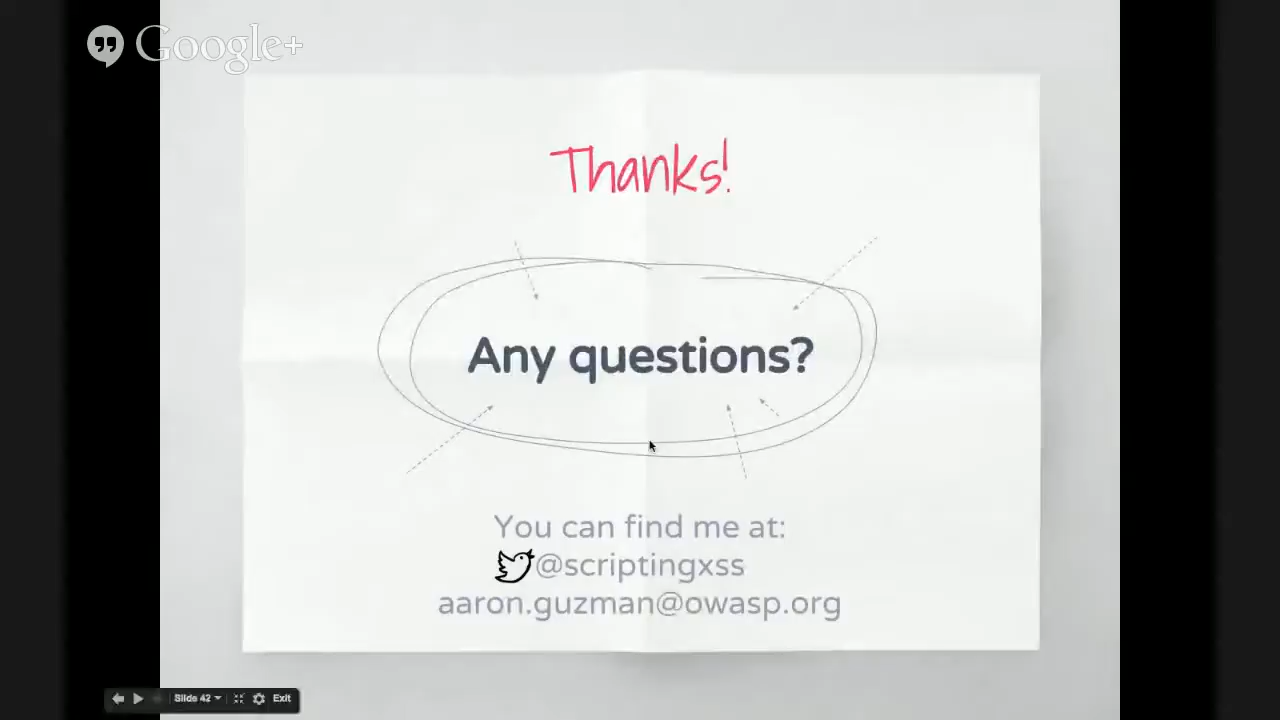 Google+
Thanks!
Any questions?
You can find me at:
@scriptingxss
aaron.guzman@owasp.org
Slide 42
Exit